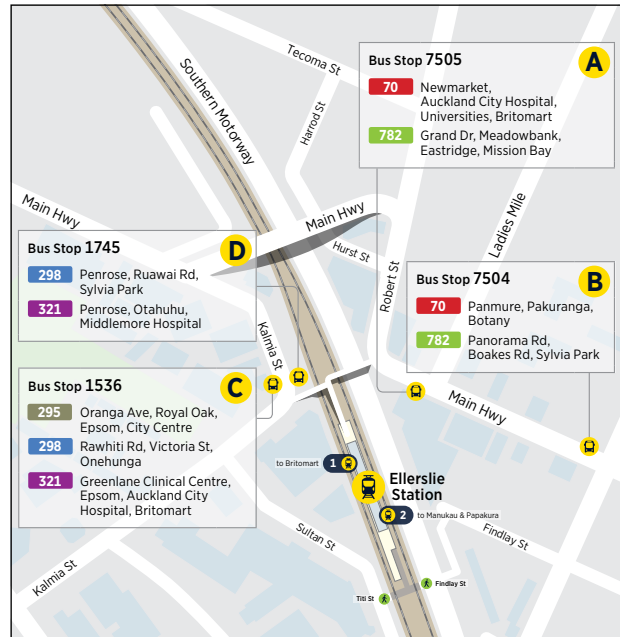 Tecoma St
Southern Motorway
Harrod St
A
Bus Stop 7505
70 Newmarket,
Auckland City Hospital,
Universities, Britomart
782 Grand Dr, Meadowbank,
Eastridge, Mission Bay
Main Hwy
Main Hwy
Hurst St
Robert St
Ladies Mile
D
Bus Stop 1745
298 Penrose, Ruawai Rd,
Sylvia Park
321 Penrose, Otahuhu,
Middlemore Hospital
B
Bus Stop 7504
70 Panmure, Pakuranga,
Botany
782 Panorama Rd,
Boakes Rd, Sylvia Park
Kalmia St
C
Bus Stop 1536
295 Oranga Ave, Royal Oak,
Epsom, City Centre
298 Rawhiti Rd, Victoria St,
Onehunga
321 Greenlane Clinical Centre,
Epsom, Auckland City
Hospital, Britomart
Main Hwy
to Britomart 1
Ellerslie
Station
2 to Manukau & Papakura
Sultan St
Findlay St
Kalmia St
Titi St
Findlay St